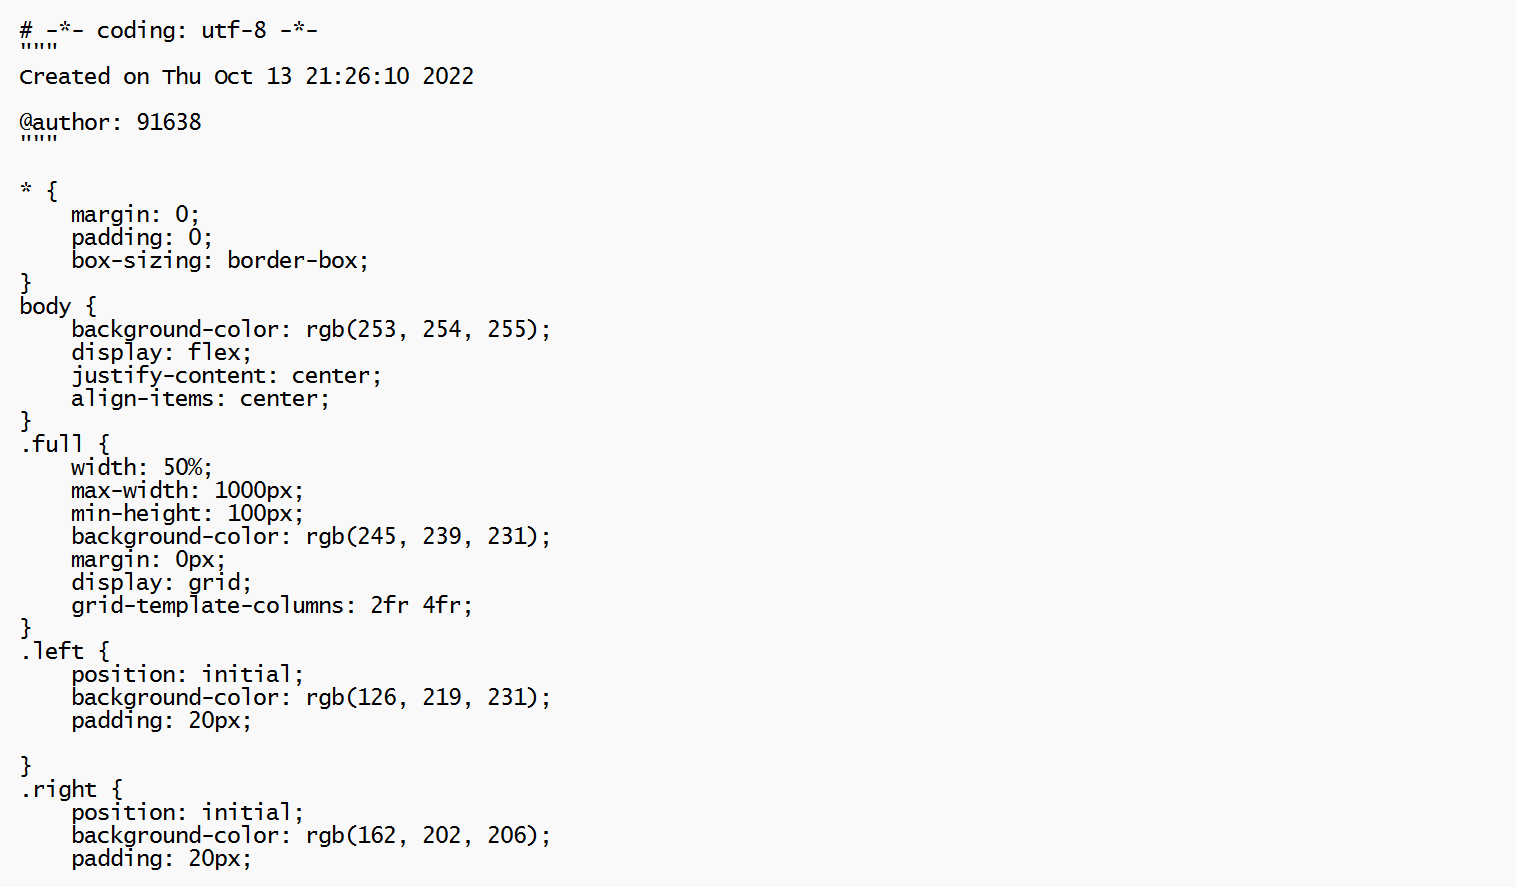 # -*- coding: utf-8 -*-
"""
Created on Thu Oct 13 21:26:10 2022

@author: 91638
"""

* {
    margin: 0;
    padding: 0;
    box-sizing: border-box;
}
body {
    background-color: rgb(253, 254, 255);
    display: flex;
    justify-content: center;
    align-items: center;
}
.full {
    width: 50%;
    max-width: 1000px;
    min-height: 100px;
    background-color: rgb(245, 239, 231);
    margin: 0px;
    display: grid;
    grid-template-columns: 2fr 4fr;
}
.left {
    position: initial;
    background-color: rgb(126, 219, 231);
    padding: 20px;

}
.right {
    position: initial;
    background-color: rgb(162, 202, 206);
    padding: 20px;